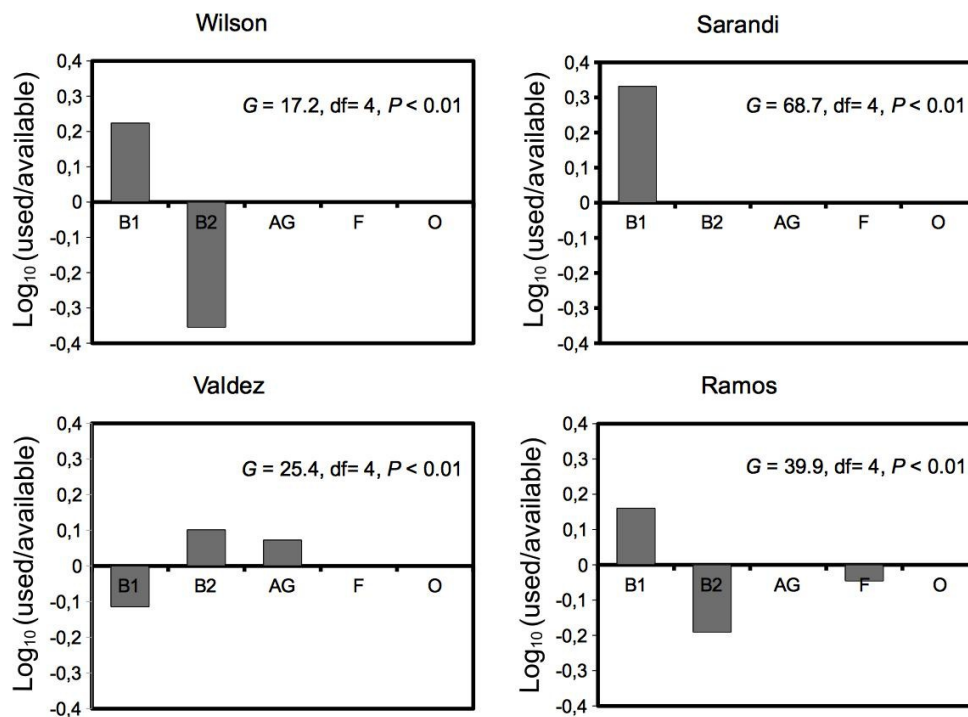 Wilson
Log10 (used/available)
0,4
0,3
0,2
0,1
0
-0,1
-0,2
-0,3
-0,4
G = 17.2, df= 4, P < 0.01
B1 B2 AG F O
Sarandi
Log10 (used/available)
0,4
0,3
0,2
0,1
0
-0,1
-0,2
-0,3
-0,4
G = 68.7, df= 4, P < 0.01
B1 B2 AG F O
Valdez
Log10 (used/available)
0,4
0,3
0,2
0,1
0
-0,1
-0,2
-0,3
-0,4
G = 25.4, df= 4, P < 0.01
B1 B2 AG F O
Ramos
Log10 (used/available)
0,4
0,3
0,2
0,1
0
-0,1
-0,2
-0,3
-0,4
G = 39.9, df= 4, P < 0.01
B1 B2 AG F O